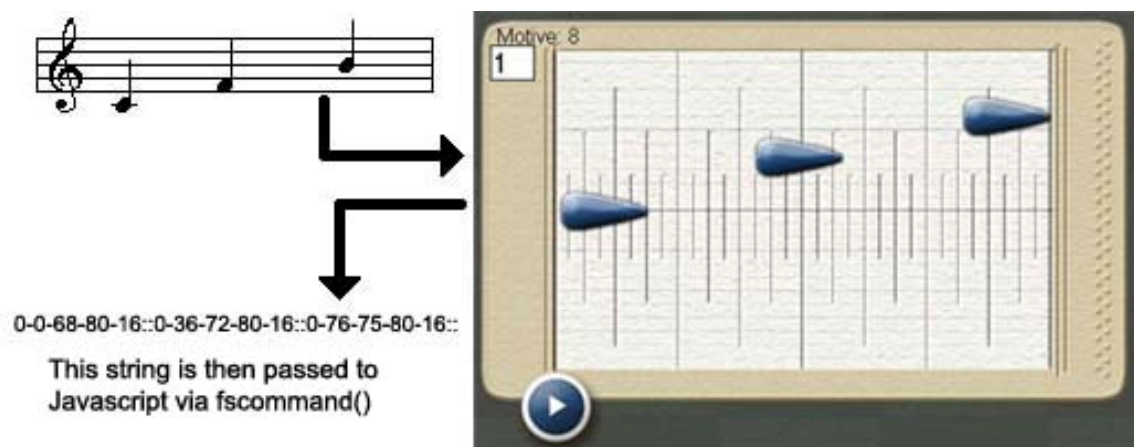 Motive: 8
1
0-0-68-80-16::0-36-72-80-16::0-76-75-80-16::
This string is then passed to
Javascript via fscommand()